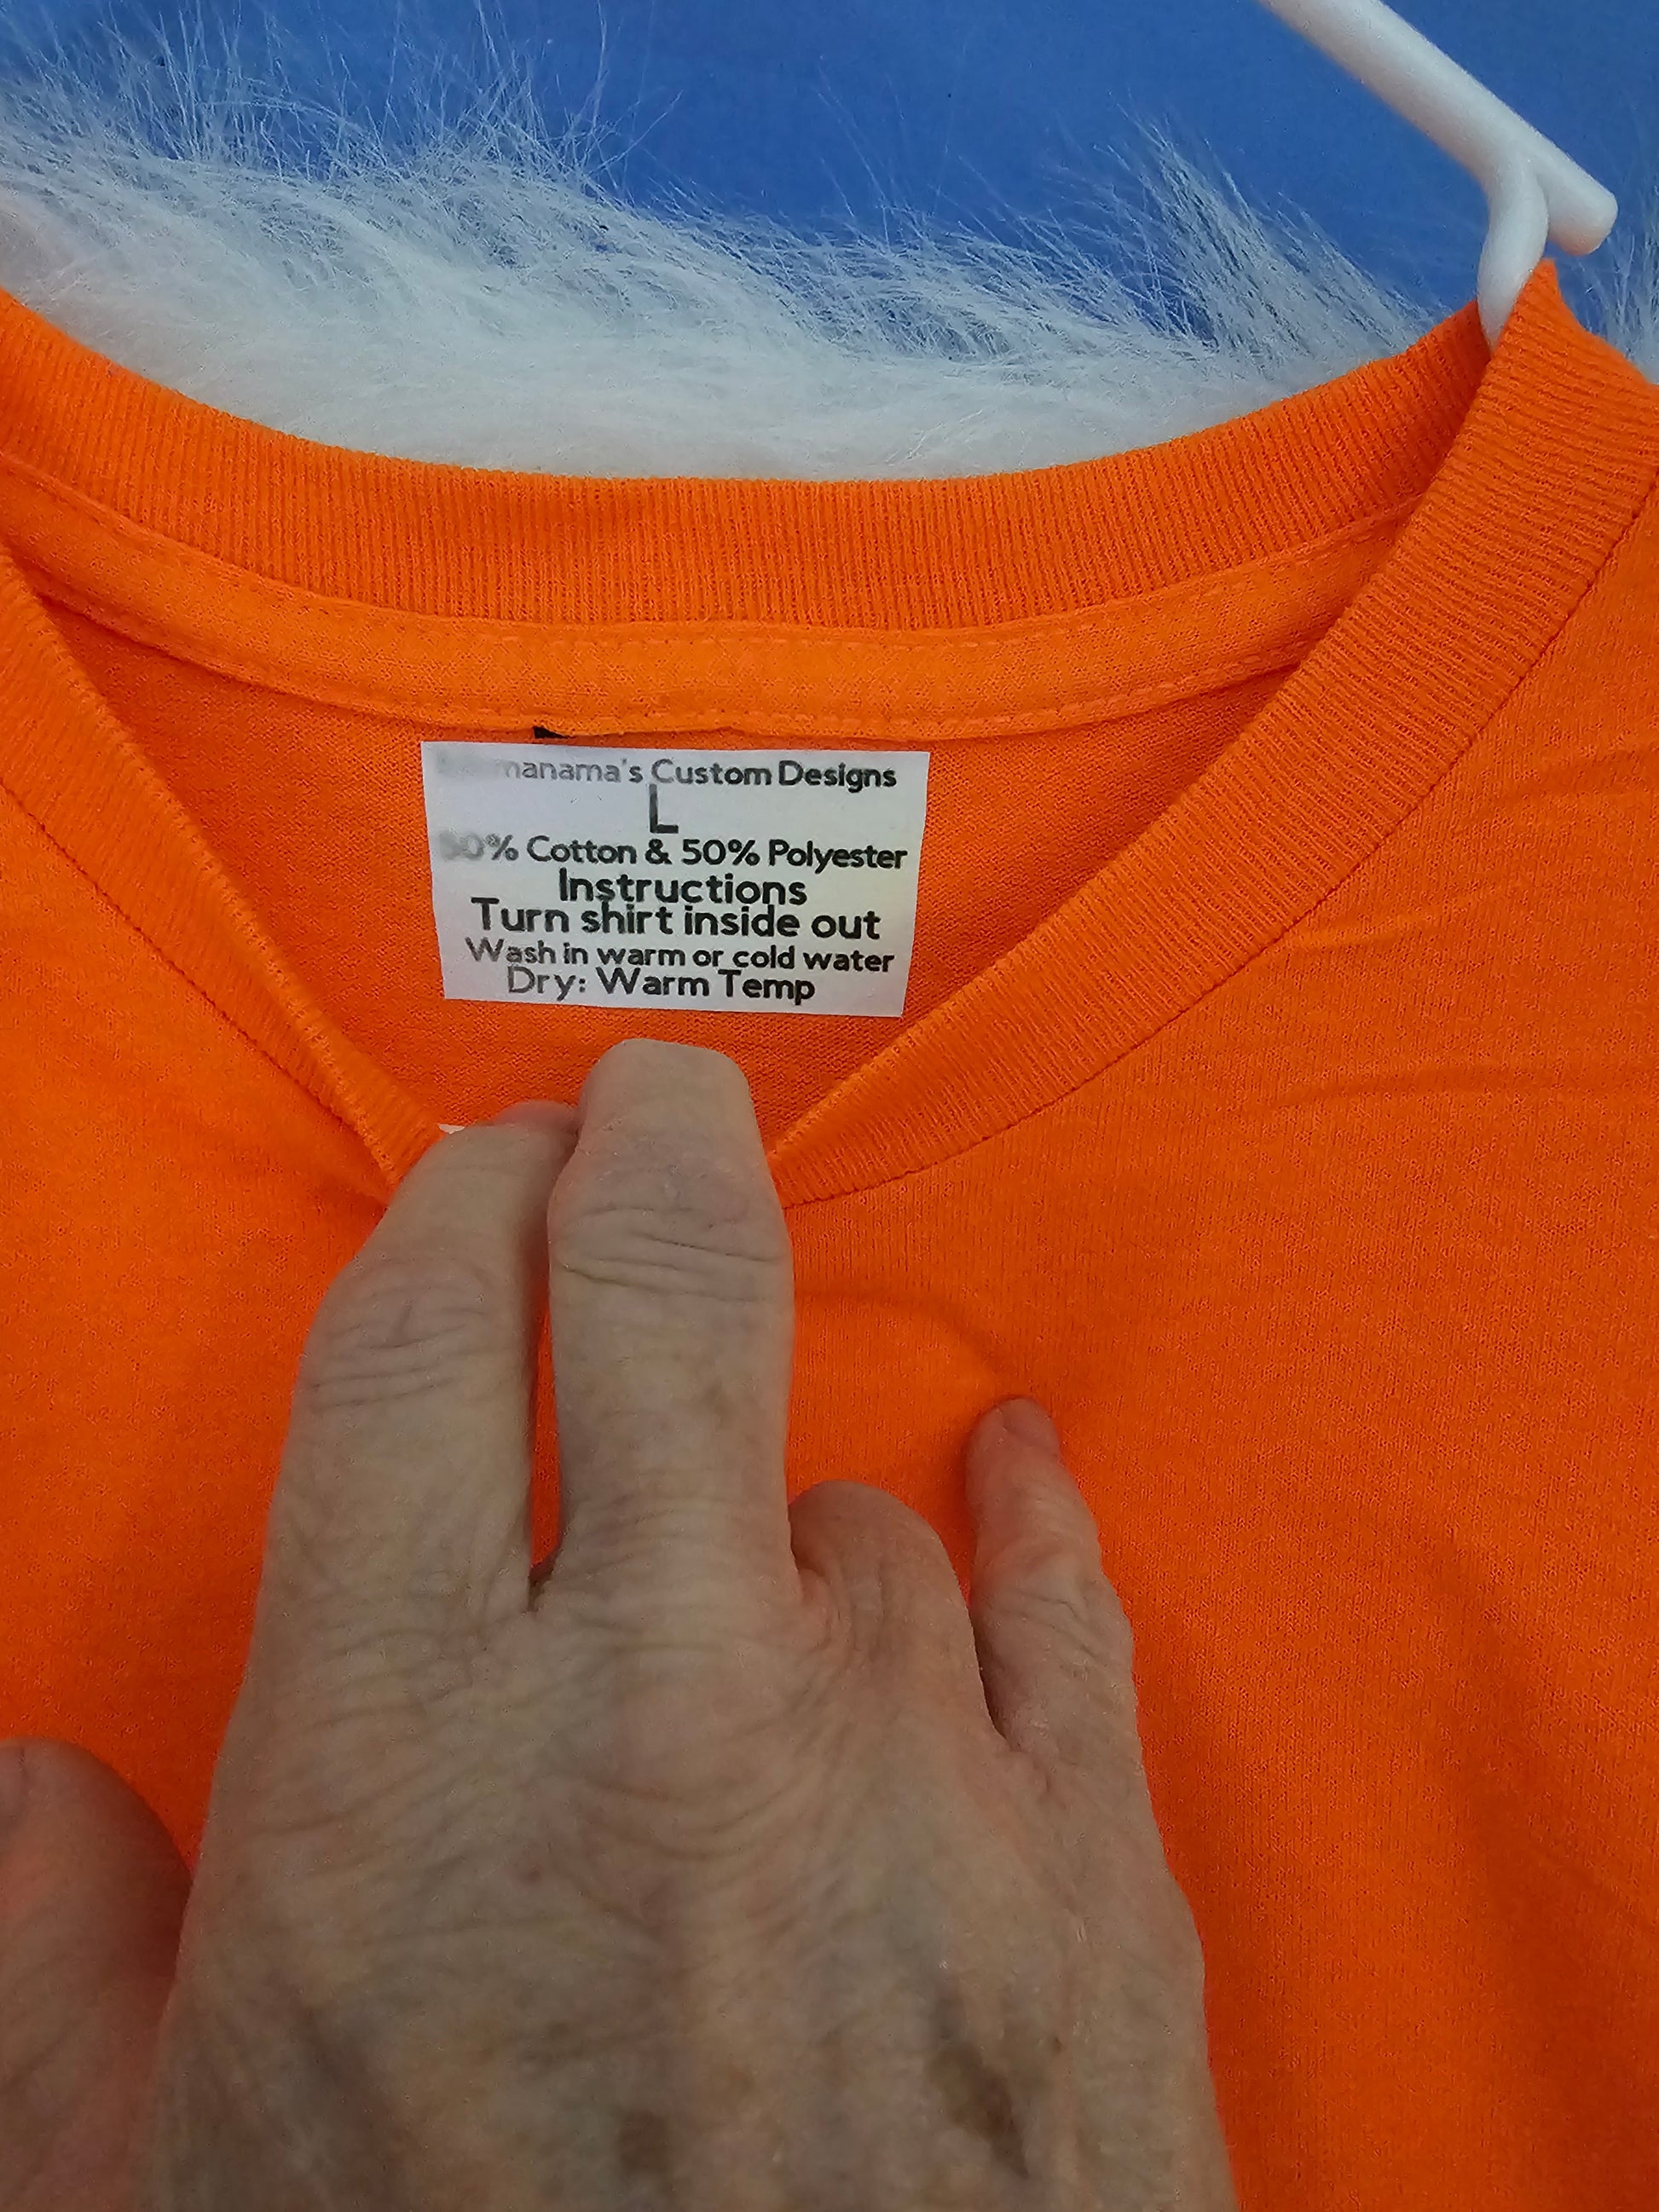 Custom Designs
L
50% Cotton & 50% Polyester
Instructions
Turn shirt inside out
Wash in warm or cold water
Dry: Warm Temp